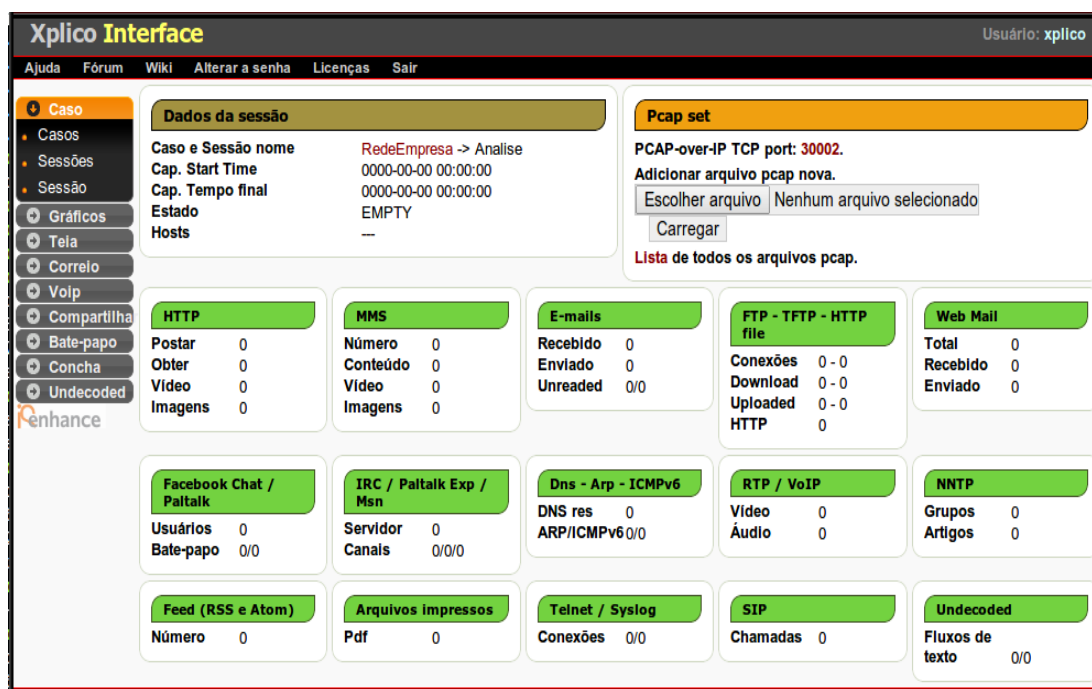 Xplico Interface
Usuário: xplico
Ajuda Fórum Wiki Alterar a senha Licenças Sair
Caso
Casos
Sessões
Sessão
Gráficos
Teia
Correio
Voip
Compartilha
Bate-papo
Concha
Undecoded
enhance
Dados da sessão
Caso e Sessão nome RedeEmpresa -> Analise
Cap. Start Time 0000-00-00 00:00:00
Cap. Tempo final 0000-00-00 00:00:00
Estado EMPTY
Hosts ---
Pcap set
PCAP-over-IP TCP port: 30002.
Adicionar arquivo pcap nova.
Escolher arquivo Nenhum arquivo selecionado
Carregar
Lista de todos os arquivos pcap.
HTTP
Postar 0
Obter 0
Vídeo 0
Imagens 0
MMS
Número 0
Conteúdo 0
Vídeo 0
Imagens 0
E-mails
Recebido 0
Enviado 0
Unreaded 0/0
FTP - TFTP - HTTP
file
Conexões 0 - 0
Download 0 - 0
Uploaded 0 - 0
HTTP 0
Web Mail
Total 0
Recebido 0
Enviado 0
Facebook Chat /
Paltalk
Usuários 0
Bate-papo 0/0
IRC / Paltalk Exp /
Msn
Servidor 0
Canais 0/0/0
Dns - Arp - ICMPv6
DNS res 0
ARP/ICMPv6 0/0
RTP / VoIP
Vídeo 0
Áudio 0
NNTP
Grupos 0
Artigos 0
Feed (RSS e Atom)
Número 0
Arquivos impressos
Pdf 0
Telnet / Syslog
Conexões 0/0
SIP
Chamadas 0
Undecoded
Fluxos de
texto 0/0